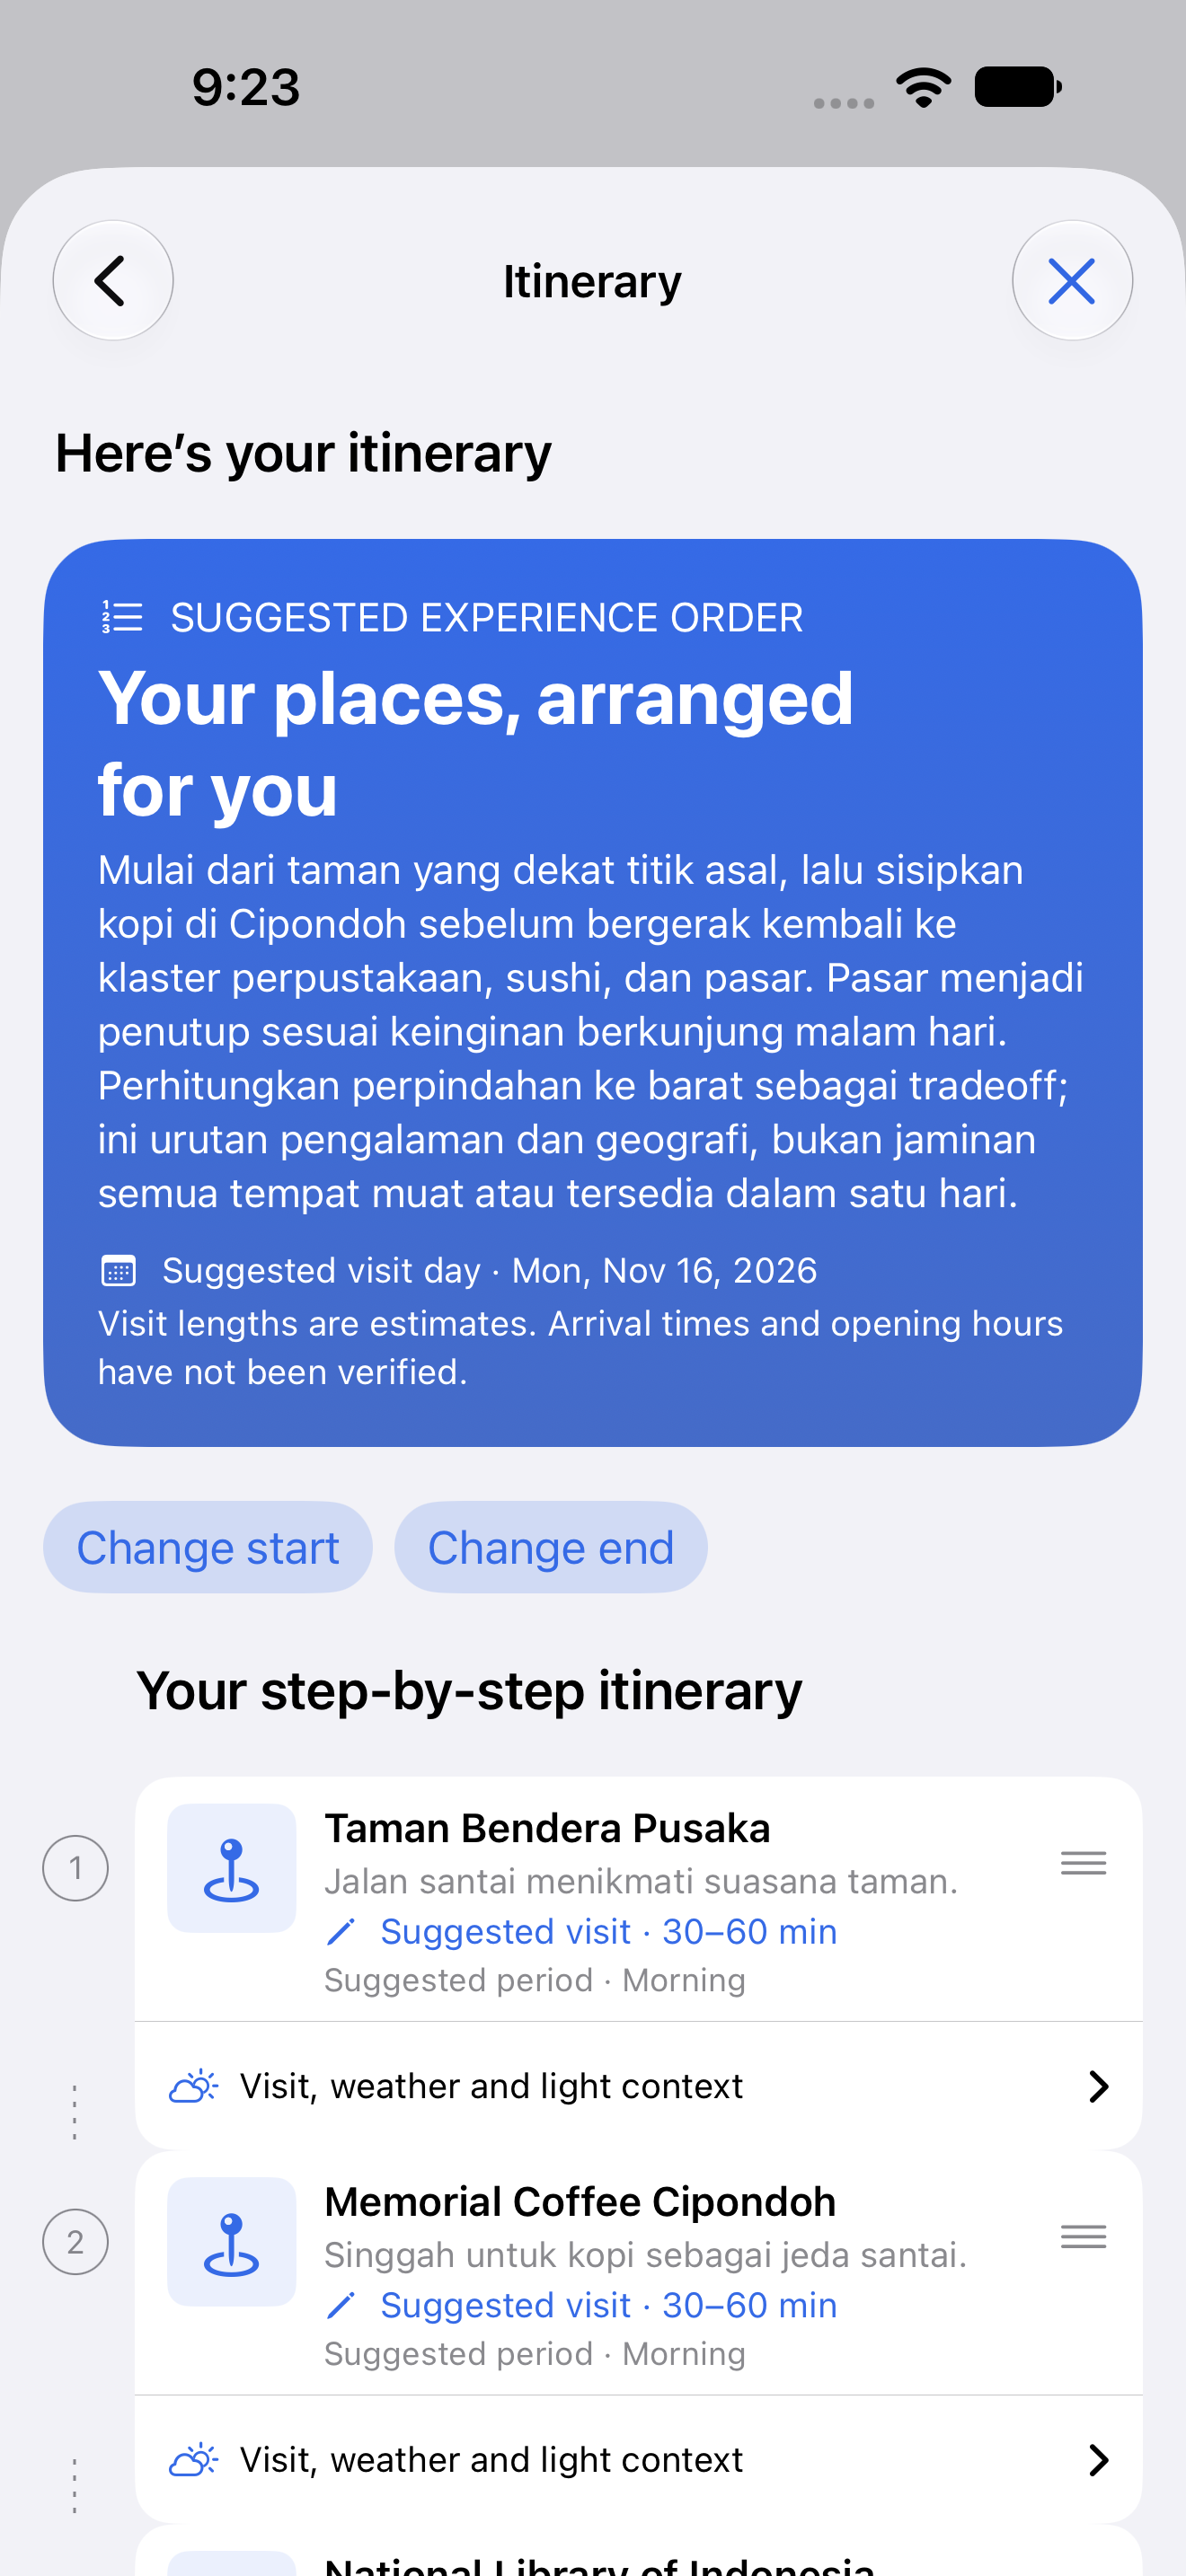 9:23
Itinerary
Here’s your itinerary
SUGGESTED EXPERIENCE ORDER
Your places, arranged
for you
Mulai dari taman yang dekat titik asal, lalu sisipkan
kopi di Cipondoh sebelum bergerak kembali ke
klaster perpustakaan, sushi, dan pasar. Pasar menjadi
penutup sesuai keinginan berkunjung malam hari.
Perhitungkan perpindahan ke barat sebagai tradeoff;
ini urutan pengalaman dan geografi, bukan jaminan
semua tempat muat atau tersedia dalam satu hari.
Suggested visit day · Mon, Nov 16, 2026
Visit lengths are estimates. Arrival times and opening hours
have not been verified.
Change start Change end
Your step-by-step itinerary
1
Taman Bendera Pusaka
Jalan santai menikmati suasana taman.
Suggested visit · 30–60 min
Suggested period · Morning
Visit, weather and light context
2
Memorial Coffee Cipondoh
Singgah untuk kopi sebagai jeda santai.
Suggested visit · 30–60 min
Suggested period · Morning
Visit, weather and light context
National Library of Indonesia